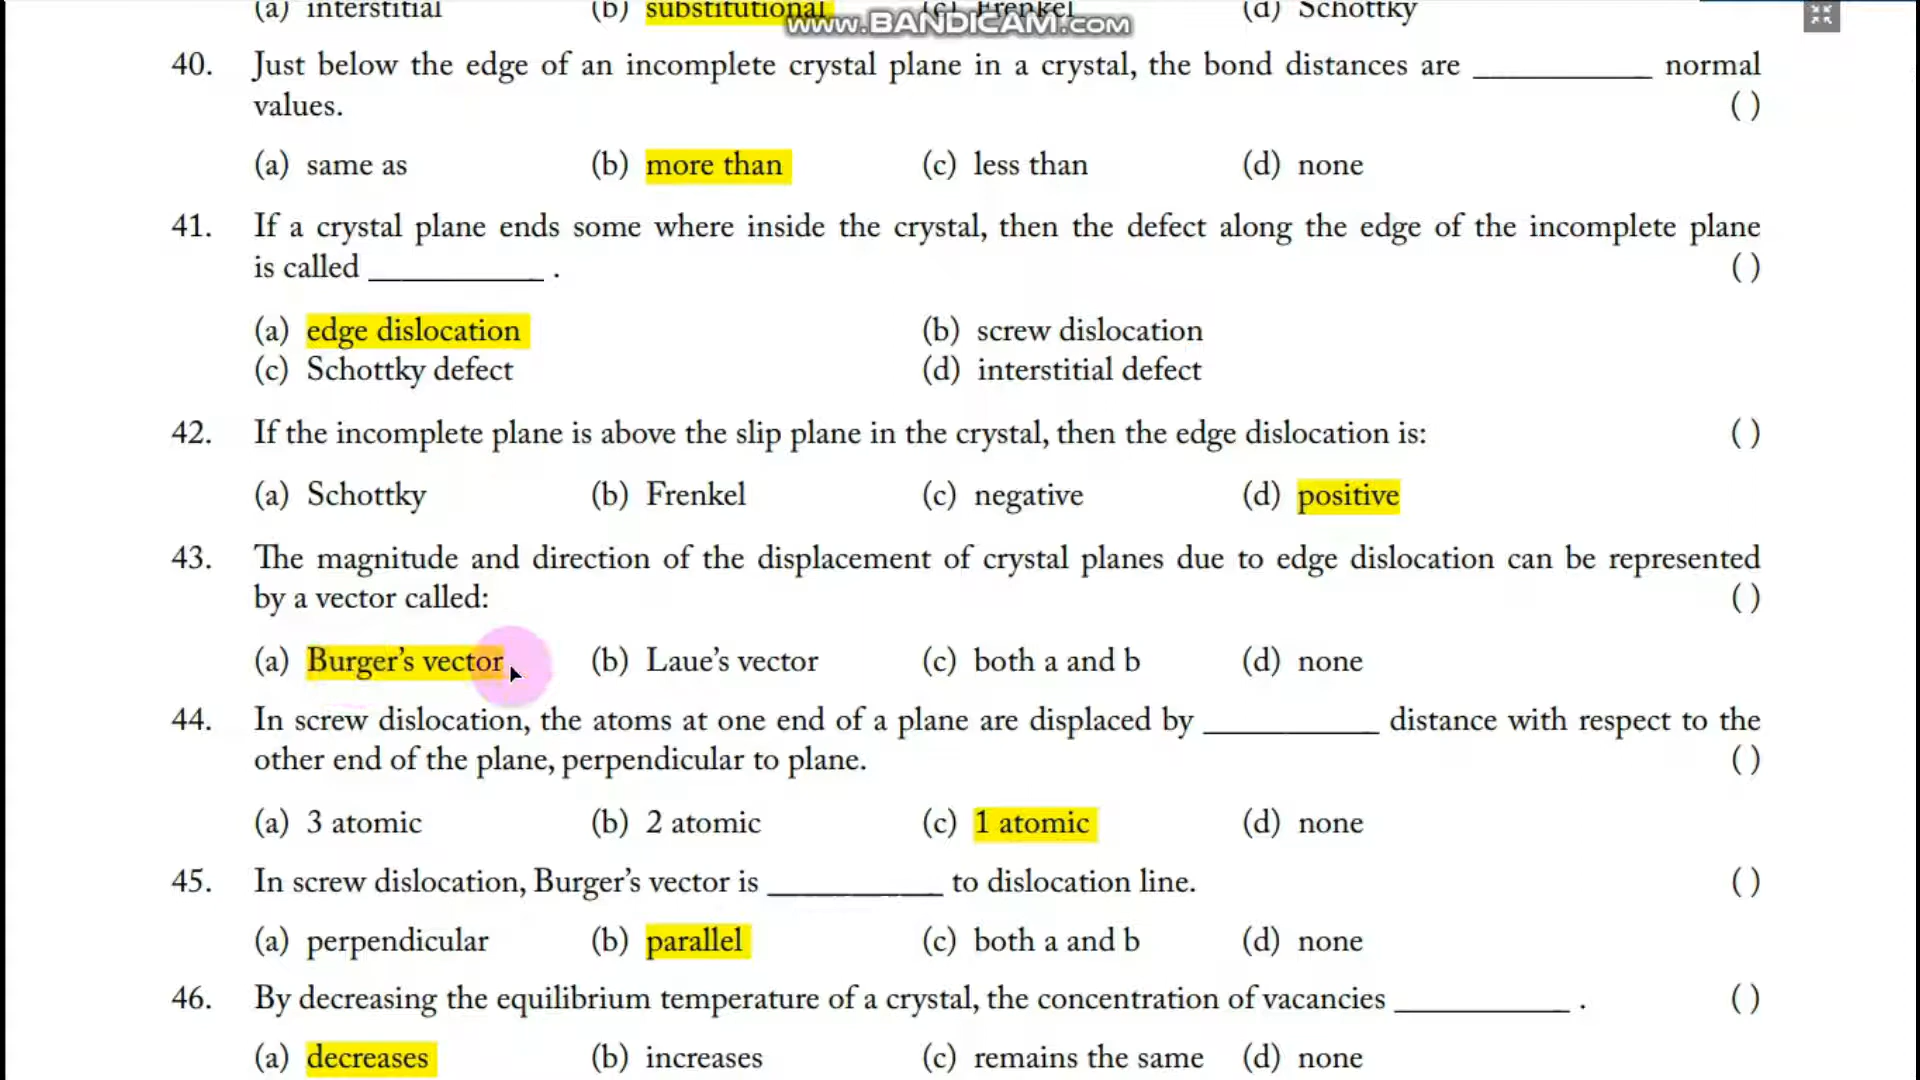 (a) interstitial (b) substitutional (c) Frenkel (d) Schottky
www.BANDICAM.com
40. Just below the edge of an incomplete crystal plane in a crystal, the bond distances are __________ normal
values. ( )
(a) same as (b) more than (c) less than (d) none
41. If a crystal plane ends some where inside the crystal, then the defect along the edge of the incomplete plane
is called __________ . ( )
(a) edge dislocation (b) screw dislocation
(c) Schottky defect (d) interstitial defect
42. If the incomplete plane is above the slip plane in the crystal, then the edge dislocation is: ( )
(a) Schottky (b) Frenkel (c) negative (d) positive
43. The magnitude and direction of the displacement of crystal planes due to edge dislocation can be represented
by a vector called: ( )
(a) Burger’s vector (b) Laue’s vector (c) both a and b (d) none
44. In screw dislocation, the atoms at one end of a plane are displaced by __________ distance with respect to the
other end of the plane, perpendicular to plane. ( )
(a) 3 atomic (b) 2 atomic (c) 1 atomic (d) none
45. In screw dislocation, Burger’s vector is __________ to dislocation line. ( )
(a) perpendicular (b) parallel (c) both a and b (d) none
46. By decreasing the equilibrium temperature of a crystal, the concentration of vacancies __________ . ( )
(a) decreases (b) increases (c) remains the same (d) none